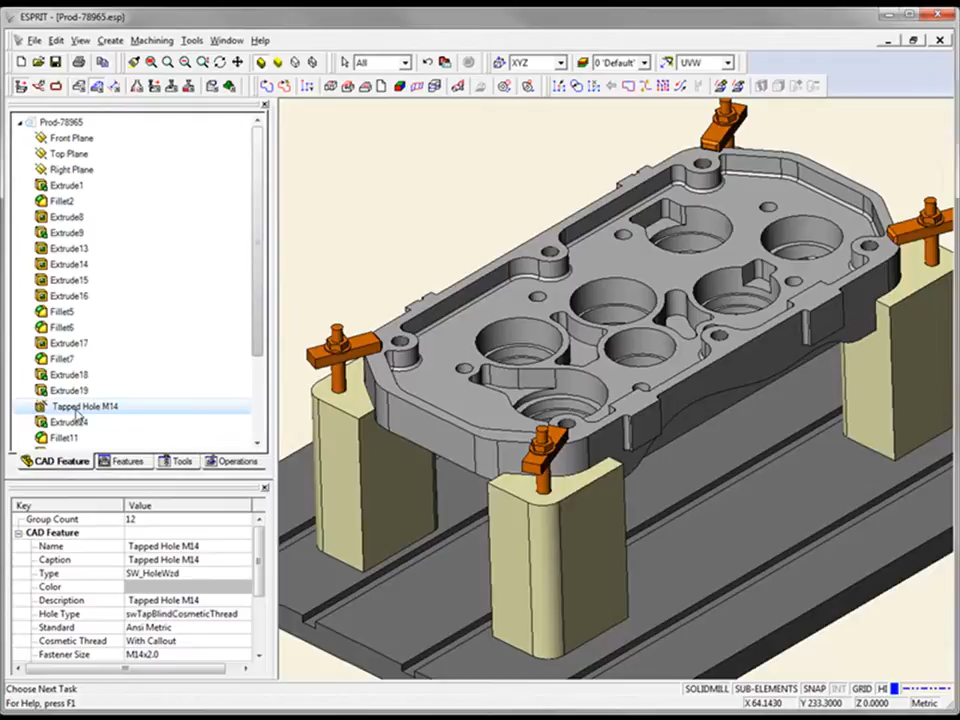 ESPRIT - [Prod-78965.esp]
File Edit View Create Machining Tools Window Help
All XYZ 0 'Default' UVW
Prod-78965
Front Plane
Top Plane
Right Plane
Extrude1
Fillet2
Extrude8
Extrude9
Extrude13
Extrude14
Extrude15
Extrude16
Fillet5
Fillet6
Extrude17
Fillet7
Extrude18
Extrude19
Tapped Hole M14
Extrude24
Fillet11
CAD Feature Features Tools Operations
Key Value
Group Count 12
CAD Feature
Name Tapped Hole M14
Caption Tapped Hole M14
Type SW_HoleWzd
Color
Description Tapped Hole M14
Hole Type swTapBlindCosmeticThread
Standard Ansi Metric
Cosmetic Thread With Callout
Fastener Size M14x2.0
Choose Next Task SOLIDMILL SUB-ELEMENTS SNAP INT GRID HI
For Help, press F1 X 64.1430 Y 233.3000 Z 0.0000 Metric